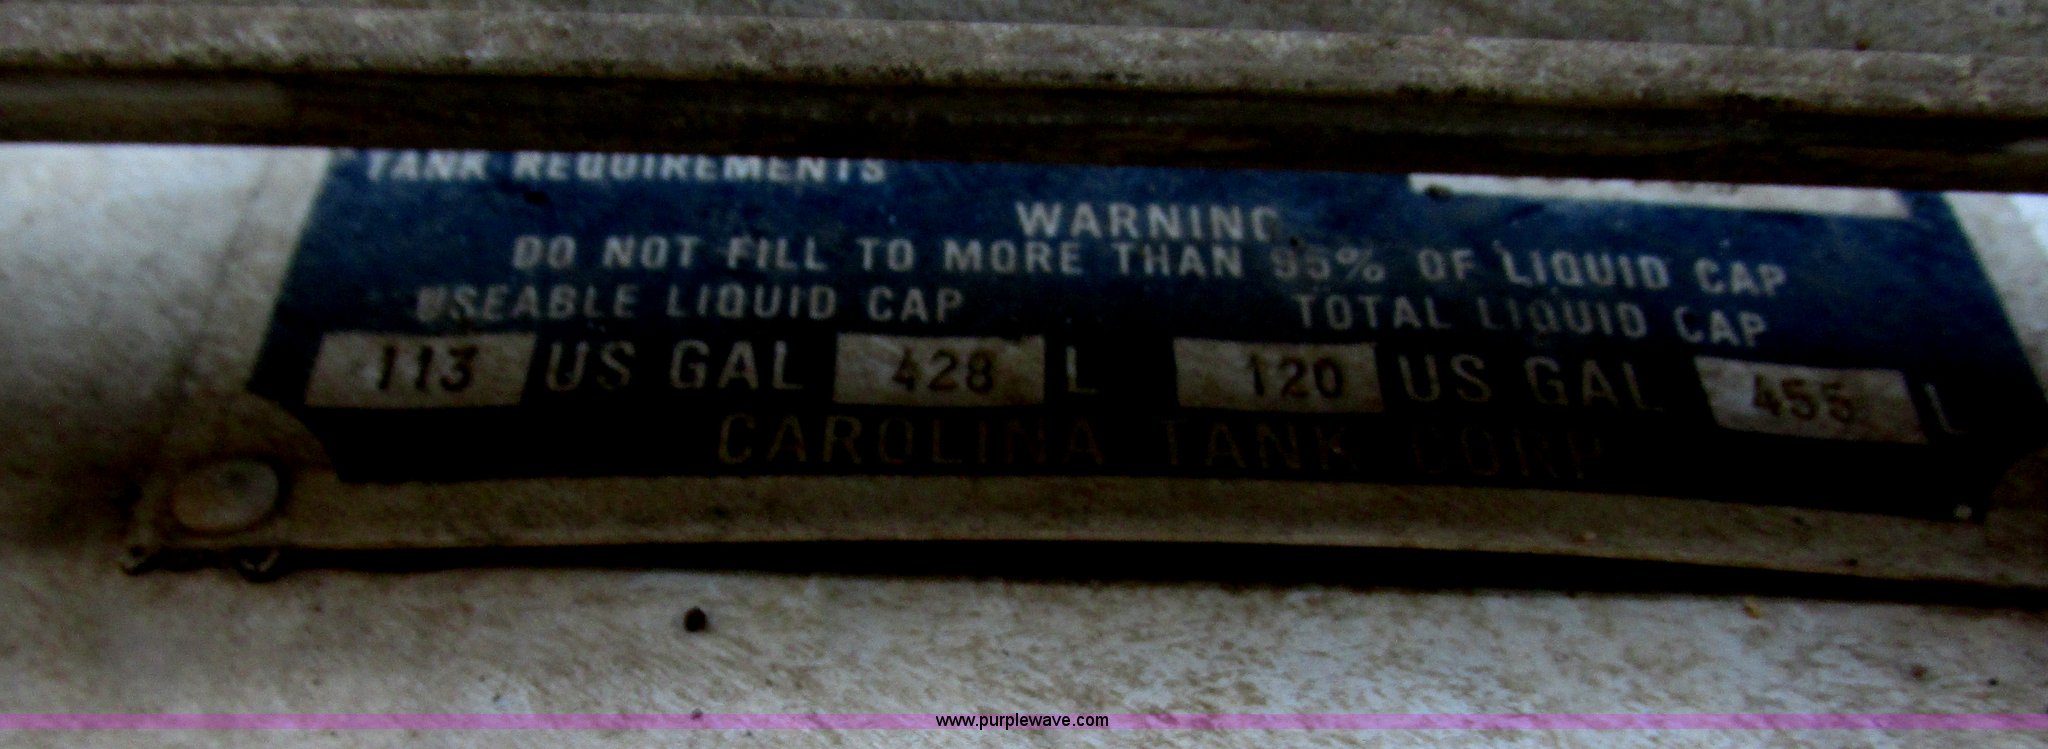 TANK REQUIREMENTS
WARNING
DO NOT FILL TO MORE THAN 95% OF LIQUID CAP
USEABLE LIQUID CAP TOTAL LIQUID CAP
113 US GAL 428 L 120 US GAL 455 L
CAROLINA TANK CORP
www.purplewave.com